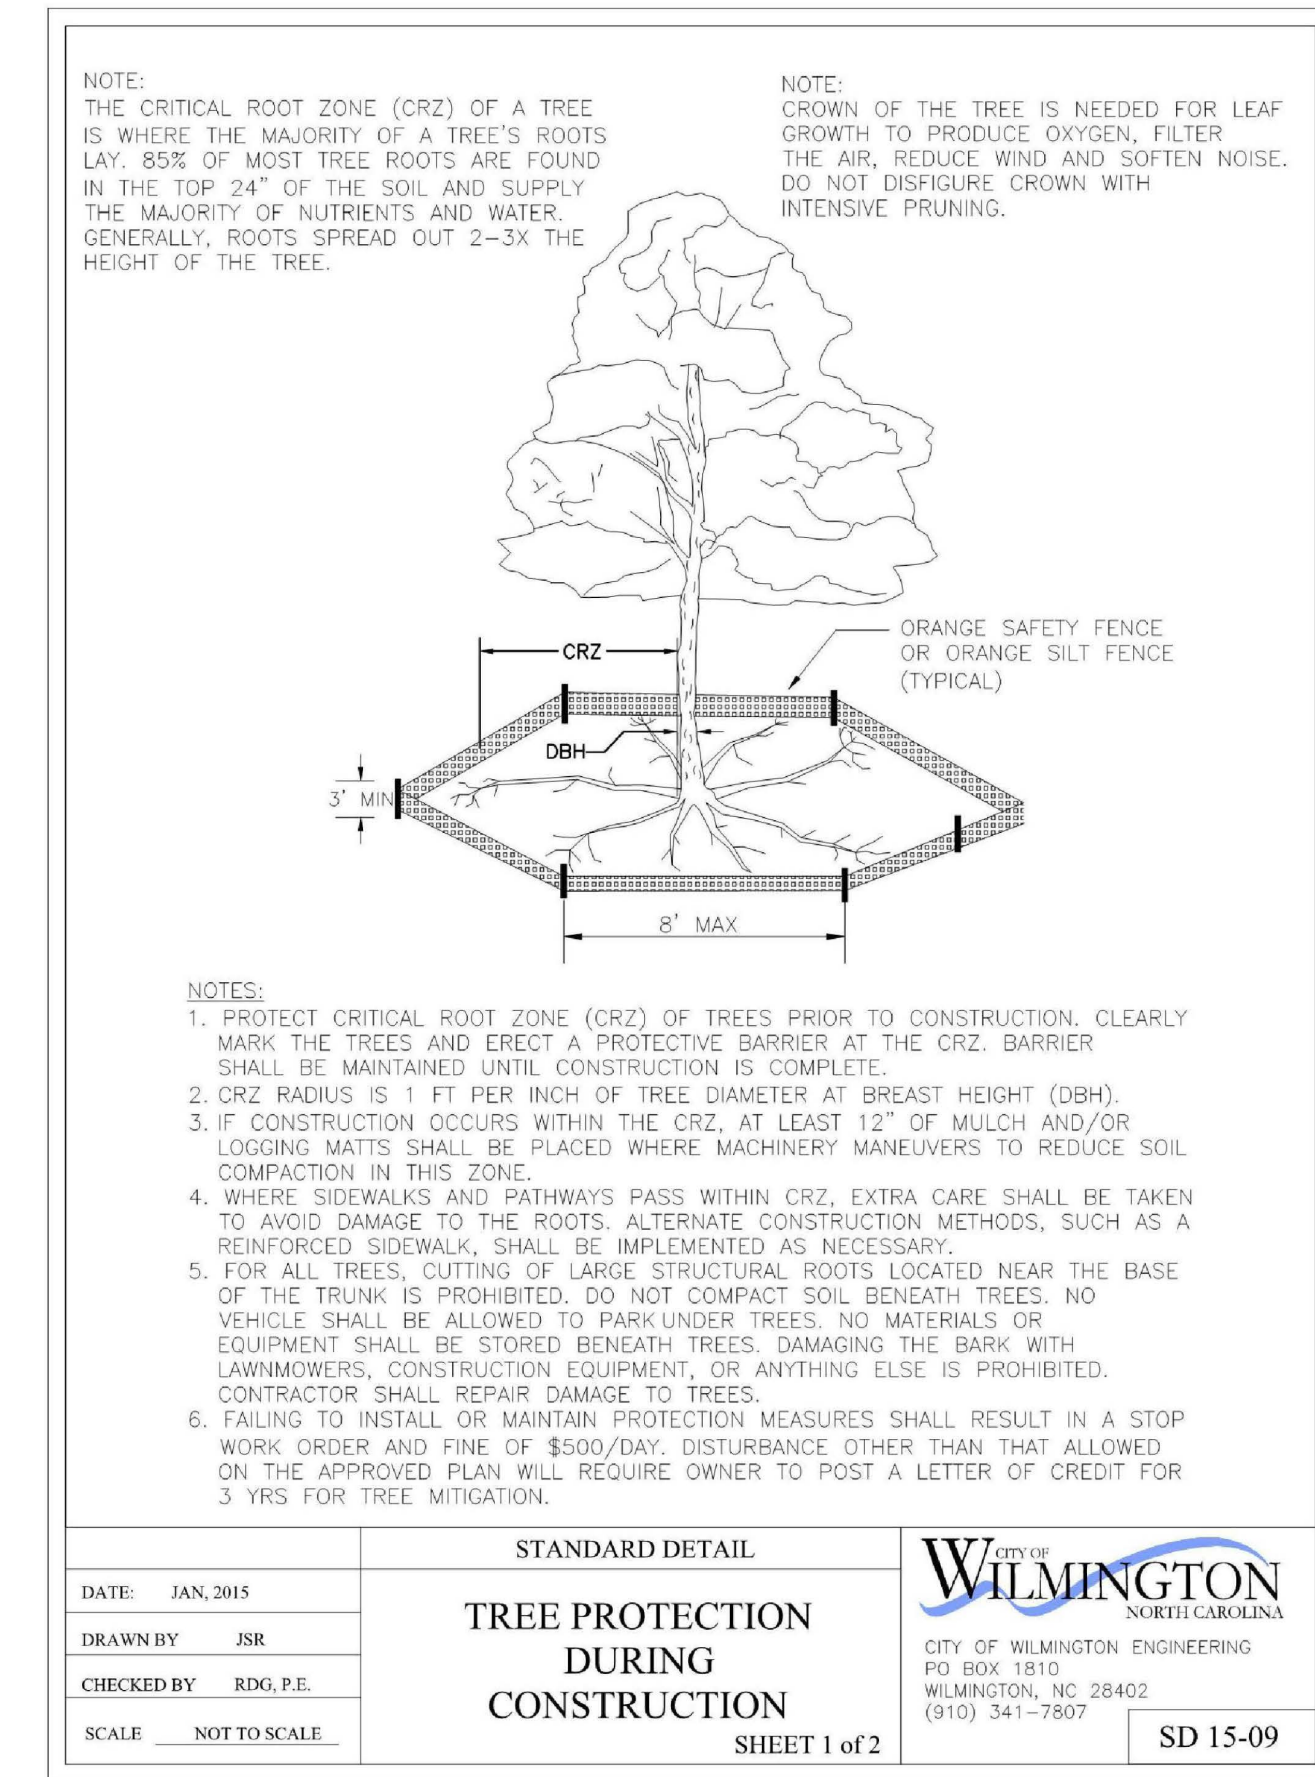 NOTE:
THE CRITICAL ROOT ZONE (CRZ) OF A TREE
IS WHERE THE MAJORITY OF A TREE'S ROOTS
LAY. 85% OF MOST TREE ROOTS ARE FOUND
IN THE TOP 24" OF THE SOIL AND SUPPLY
THE MAJORITY OF NUTRIENTS AND WATER.
GENERALLY, ROOTS SPREAD OUT 2-3X THE
HEIGHT OF THE TREE.
NOTE:
CROWN OF THE TREE IS NEEDED FOR LEAF
GROWTH TO PRODUCE OXYGEN, FILTER
THE AIR, REDUCE WIND AND SOFTEN NOISE.
DO NOT DISFIGURE CROWN WITH
INTENSIVE PRUNING.
ORANGE SAFETY FENCE
OR ORANGE SILT FENCE
(TYPICAL)
CRZ
DBH
3' MIN
8' MAX
NOTES:
1. PROTECT CRITICAL ROOT ZONE (CRZ) OF TREES PRIOR TO CONSTRUCTION. CLEARLY
MARK THE TREES AND ERECT A PROTECTIVE BARRIER AT THE CRZ. BARRIER
SHALL BE MAINTAINED UNTIL CONSTRUCTION IS COMPLETE.
2. CRZ RADIUS IS 1 FT PER INCH OF TREE DIAMETER AT BREAST HEIGHT (DBH).
3. IF CONSTRUCTION OCCURS WITHIN THE CRZ, AT LEAST 12" OF MULCH AND/OR
LOGGING MATTS SHALL BE PLACED WHERE MACHINERY MANEUVERS TO REDUCE SOIL
COMPACTION IN THIS ZONE.
4. WHERE SIDEWALKS AND PATHWAYS PASS WITHIN CRZ, EXTRA CARE SHALL BE TAKEN
TO AVOID DAMAGE TO THE ROOTS. ALTERNATE CONSTRUCTION METHODS, SUCH AS A
REINFORCED SIDEWALK, SHALL BE IMPLEMENTED AS NECESSARY.
5. FOR ALL TREES, CUTTING OF LARGE STRUCTURAL ROOTS LOCATED NEAR THE BASE
OF THE TRUNK IS PROHIBITED. DO NOT COMPACT SOIL BENEATH TREES. NO
VEHICLE SHALL BE ALLOWED TO PARK UNDER TREES. NO MATERIALS OR
EQUIPMENT SHALL BE STORED BENEATH TREES. DAMAGING THE BARK WITH
LAWNMOWERS, CONSTRUCTION EQUIPMENT, OR ANYTHING ELSE IS PROHIBITED.
CONTRACTOR SHALL REPAIR DAMAGE TO TREES.
6. FAILING TO INSTALL OR MAINTAIN PROTECTION MEASURES SHALL RESULT IN A STOP
WORK ORDER AND FINE OF $500/DAY. DISTURBANCE OTHER THAN THAT ALLOWED
ON THE APPROVED PLAN WILL REQUIRE OWNER TO POST A LETTER OF CREDIT FOR
3 YRS FOR TREE MITIGATION.
DATE: JAN, 2015
DRAWN BY JSR
CHECKED BY RDG, P.E.
SCALE NOT TO SCALE
STANDARD DETAIL
TREE PROTECTION
DURING
CONSTRUCTION
SHEET 1 of 2
CITY OF
WILMINGTON
NORTH CAROLINA
CITY OF WILMINGTON ENGINEERING
PO BOX 1810
WILMINGTON, NC 28402
(910) 341-7807
SD 15-09